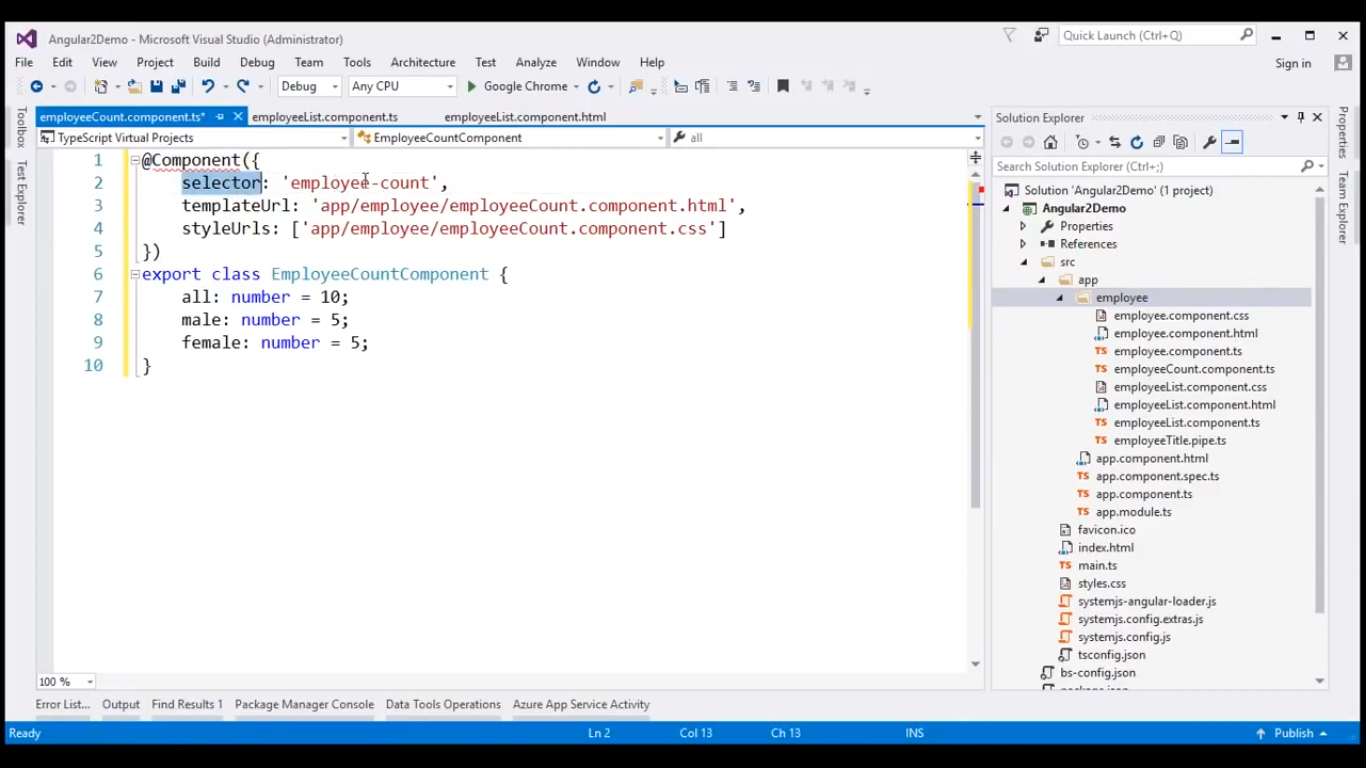 Angular2Demo - Microsoft Visual Studio (Administrator)
Quick Launch (Ctrl+Q)
File Edit View Project Build Debug Team Tools Architecture Test Analyze Window Help
Sign in
Debug Any CPU Google Chrome
Toolbox
Test Explorer
employeeCount.component.ts* employeeList.component.ts employeeList.component.html
TypeScript Virtual Projects EmployeeCountComponent all
1 @Component({
2 selector: 'employee-count',
3 templateUrl: 'app/employee/employeeCount.component.html',
4 styleUrls: ['app/employee/employeeCount.component.css']
5 })
6 export class EmployeeCountComponent {
7 all: number = 10;
8 male: number = 5;
9 female: number = 5;
10 }
100 %
Solution Explorer
Search Solution Explorer (Ctrl+;)
Solution 'Angular2Demo' (1 project)
Angular2Demo
Properties
References
src
app
employee
employee.component.css
employee.component.html
employee.component.ts
employeeCount.component.ts
employeeList.component.css
employeeList.component.html
employeeList.component.ts
employeeTitle.pipe.ts
app.component.html
app.component.spec.ts
app.component.ts
app.module.ts
favicon.ico
index.html
main.ts
styles.css
systemjs-angular-loader.js
systemjs.config.extras.js
systemjs.config.js
tsconfig.json
bs-config.json
Properties
Team Explorer
Error List... Output Find Results 1 Package Manager Console Data Tools Operations Azure App Service Activity
Ready Ln 2 Col 13 Ch 13 INS Publish